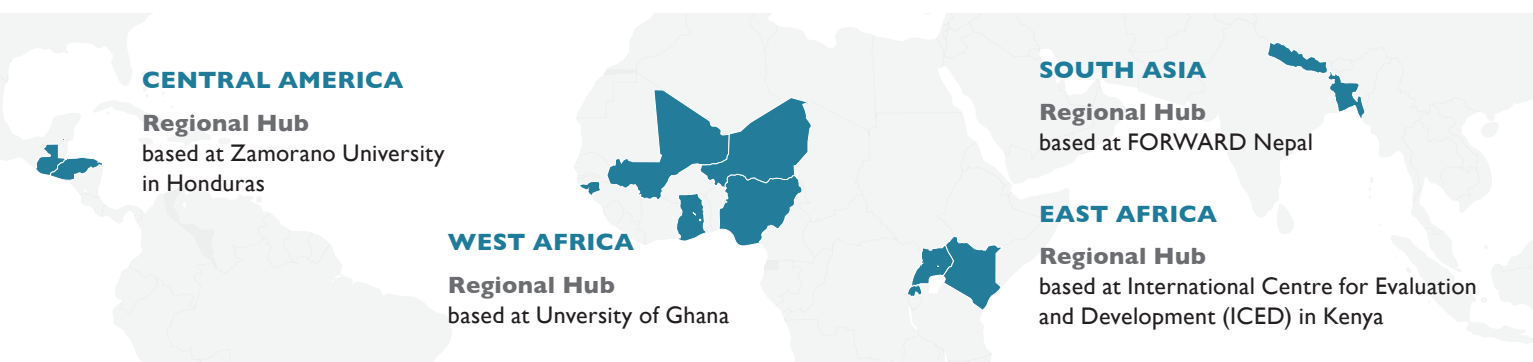 CENTRAL AMERICA
Regional Hub
based at Zamorano University
in Honduras
WEST AFRICA
Regional Hub
based at Unversity of Ghana
SOUTH ASIA
Regional Hub
based at FORWARD Nepal
EAST AFRICA
Regional Hub
based at International Centre for Evaluation
and Development (ICED) in Kenya